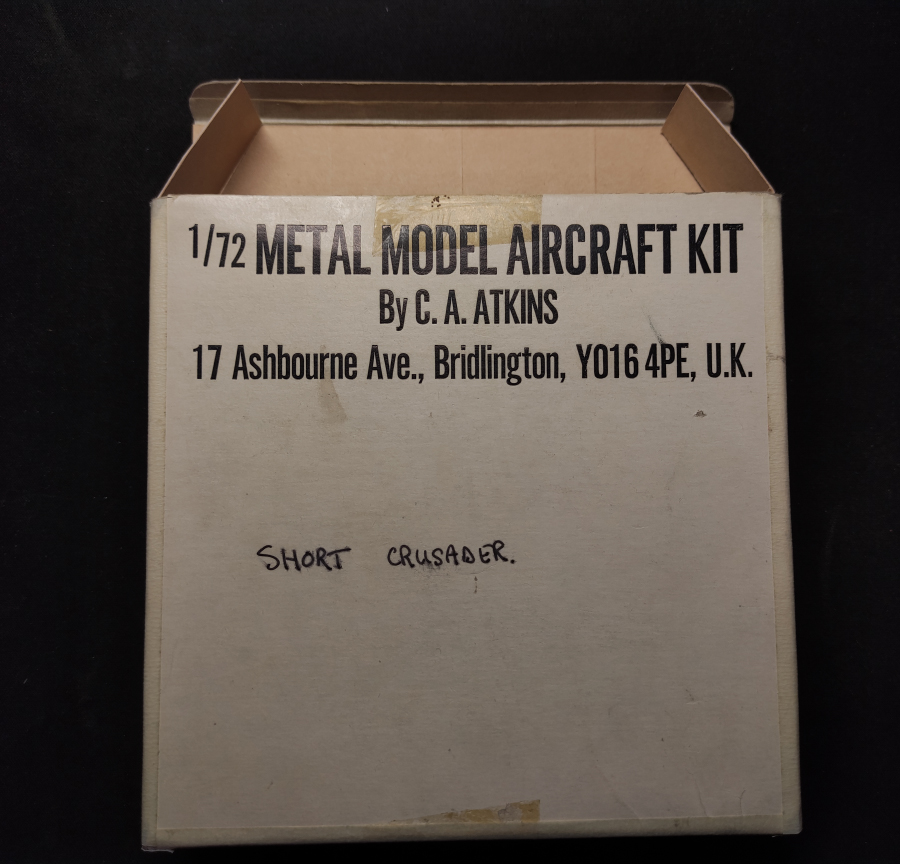 1/72 METAL MODEL AIRCRAFT KIT
By C. A. ATKINS
17 Ashbourne Ave., Bridlington, YO16 4PE, U.K.
SHORT CRUSADER.